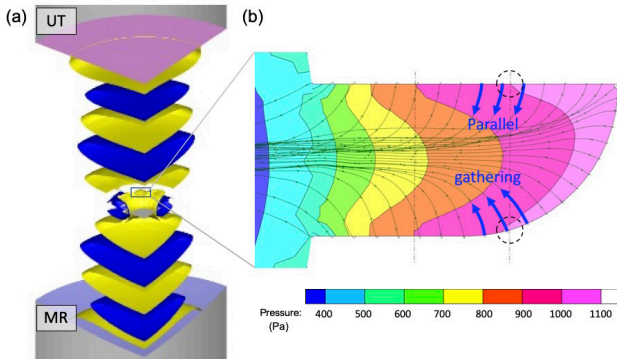 (a)
UT
MR
(b)
Parallel
gathering
Pressure:
(Pa)
400 500 600 700 800 900 1000 1100